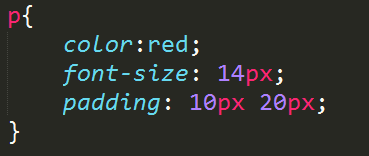 p{
    color:red;
    font-size: 14px;
    padding: 10px 20px;
}